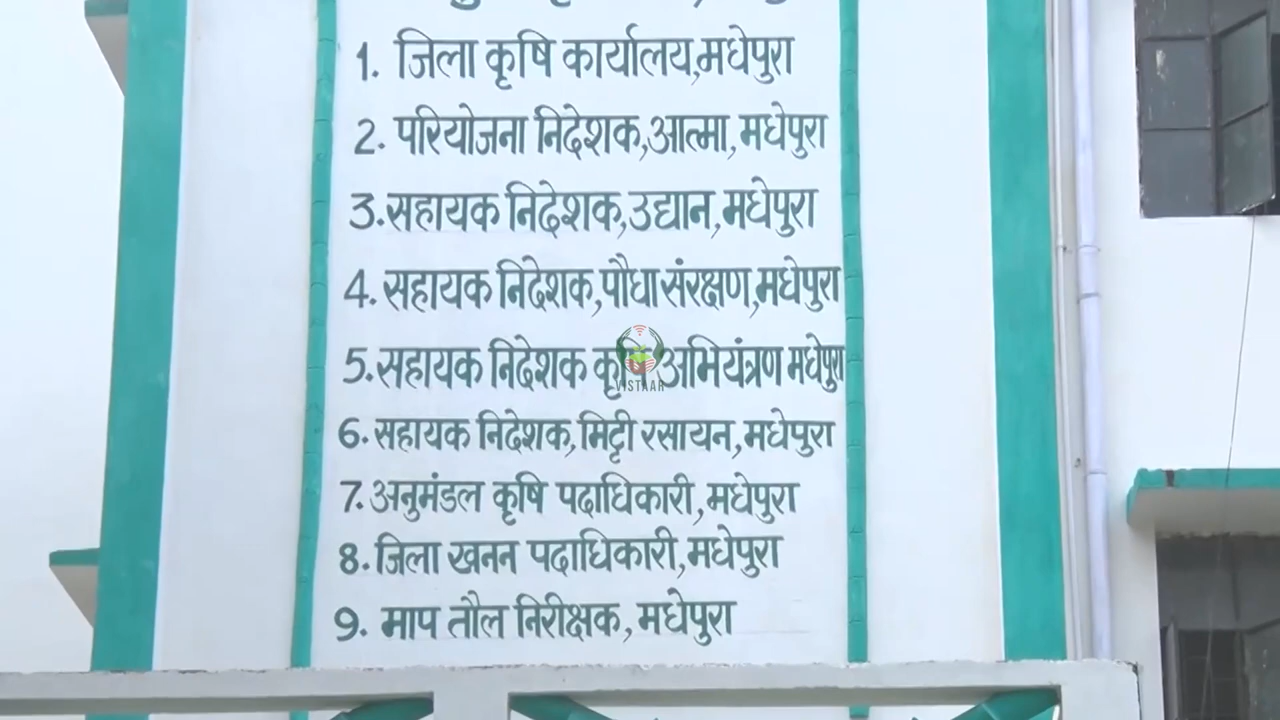 1. जिला कृषि कार्यालय,मधेपुरा
2. परियोजना निदेशक,आत्मा,मधेपुरा
3. सहायक निदेशक,उद्यान,मधेपुरा
4. सहायक निदेशक,पौधा संरक्षण,मधेपुरा
5. सहायक निदेशक कृषि अभियंत्रण मधेपुरा
VISTAAR
6. सहायक निदेशक,मिट्टी रसायन,मधेपुरा
7. अनुमंडल कृषि पदाधिकारी,मधेपुरा
8. जिला खनन पदाधिकारी,मधेपुरा
9. माप तौल निरीक्षक, मधेपुरा